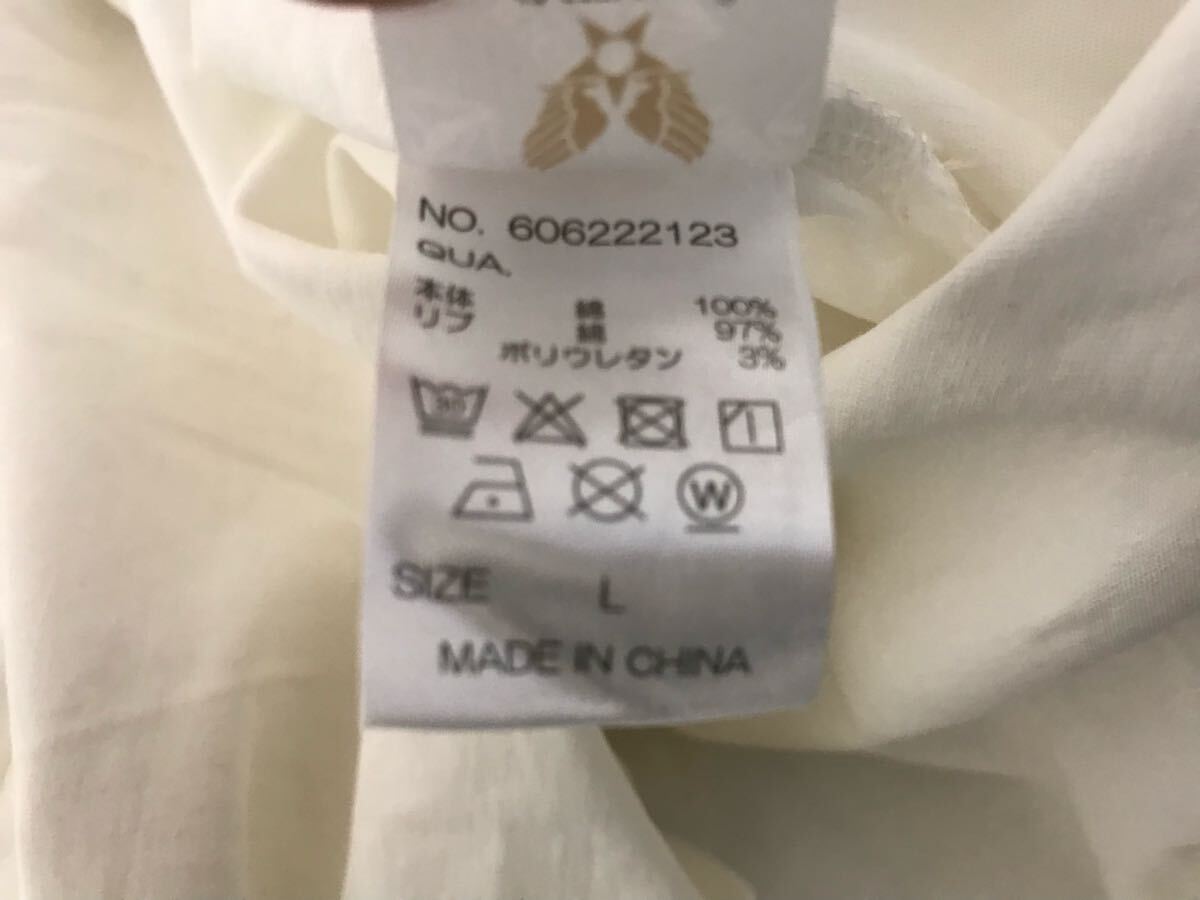 NO. 606222123
QUA.
本体 綿 100%
リブ 綿 97%
ポリウレタン 3%
30
W
SIZE L
MADE IN CHINA